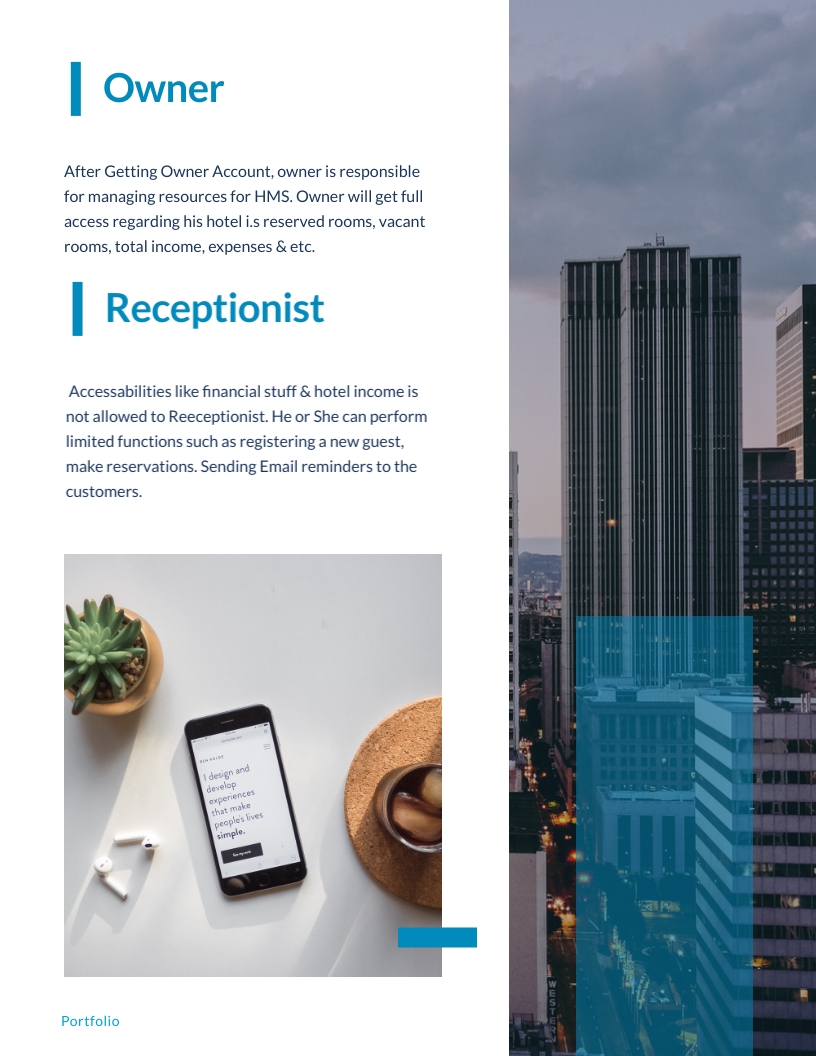 Owner
After Getting Owner Account, owner is responsible
for managing resources for HMS. Owner will get full
access regarding his hotel i.s reserved rooms, vacant
rooms, total income, expenses & etc.
Receptionist
Accessabilities like financial stuff & hotel income is
not allowed to Reeceptionist. He or She can perform
limited functions such as registering a new guest,
make reservations. Sending Email reminders to the
customers.
I design and
develop
experiences
that make
people's lives
simple.
WESTERN
Portfolio